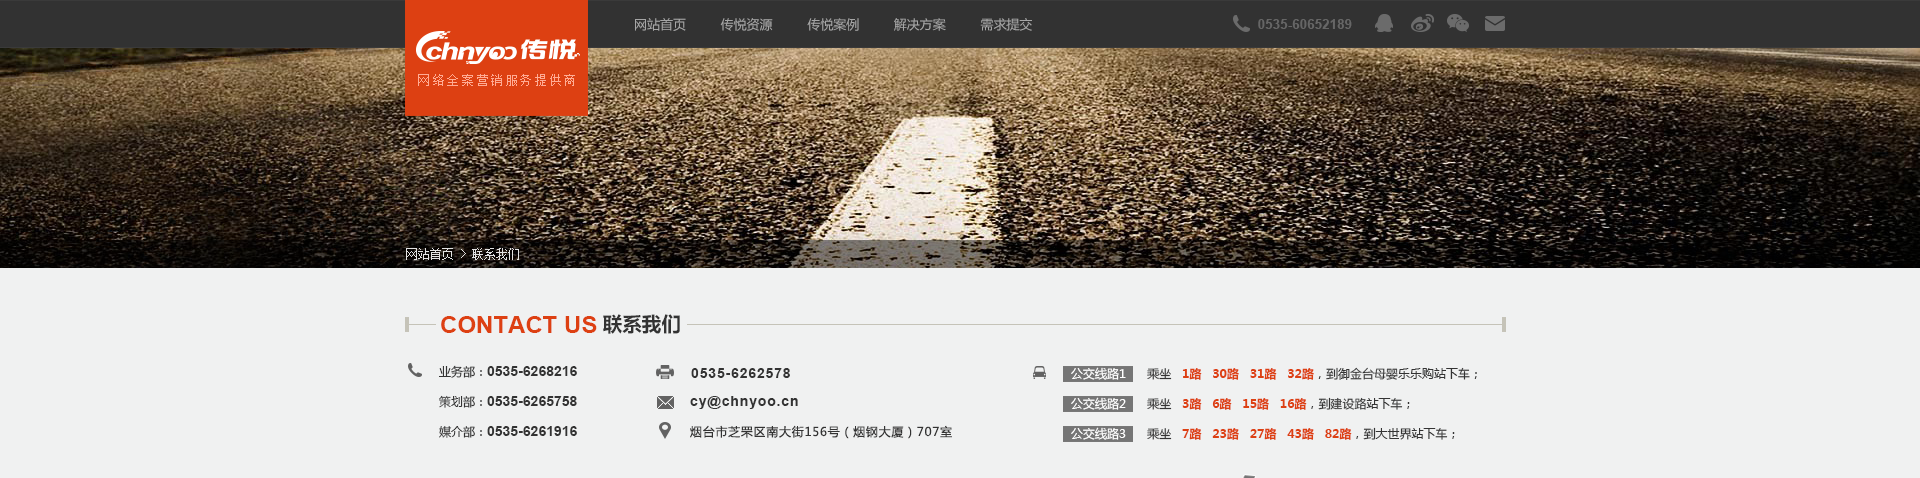 网站首页 传悦资源 传悦案例 解决方案 需求提交 0535-60652189
chnyoo 传悦
网络全案营销服务提供商
网站首页 > 联系我们
CONTACT US 联系我们
业务部：0535-6268216
策划部：0535-6265758
媒介部：0535-6261916
0535-6262578
cy@chnyoo.cn
烟台市芝罘区南大街156号（烟钢大厦）707室
公交线路1 乘坐 1路 30路 31路 32路，到御金台母婴乐乐购站下车；
公交线路2 乘坐 3路 6路 15路 16路，到建设路站下车；
公交线路3 乘坐 7路 23路 27路 43路 82路，到大世界站下车；